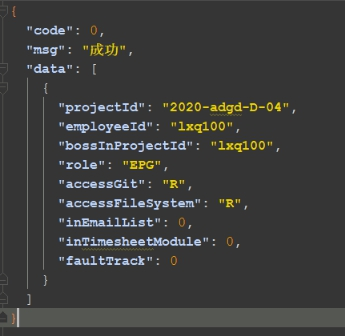 {
"code": 0,
"msg": "成功",
"data": [
{
"projectId": "2020-adgd-D-04",
"employeeId": "lxq100",
"bossInProjectId": "lxq100",
"role": "EPG",
"accessGit": "R",
"accessFileSystem": "R",
"inEmailList": 0,
"inTimesheetModule": 0,
"faultTrack": 0
}
]
}